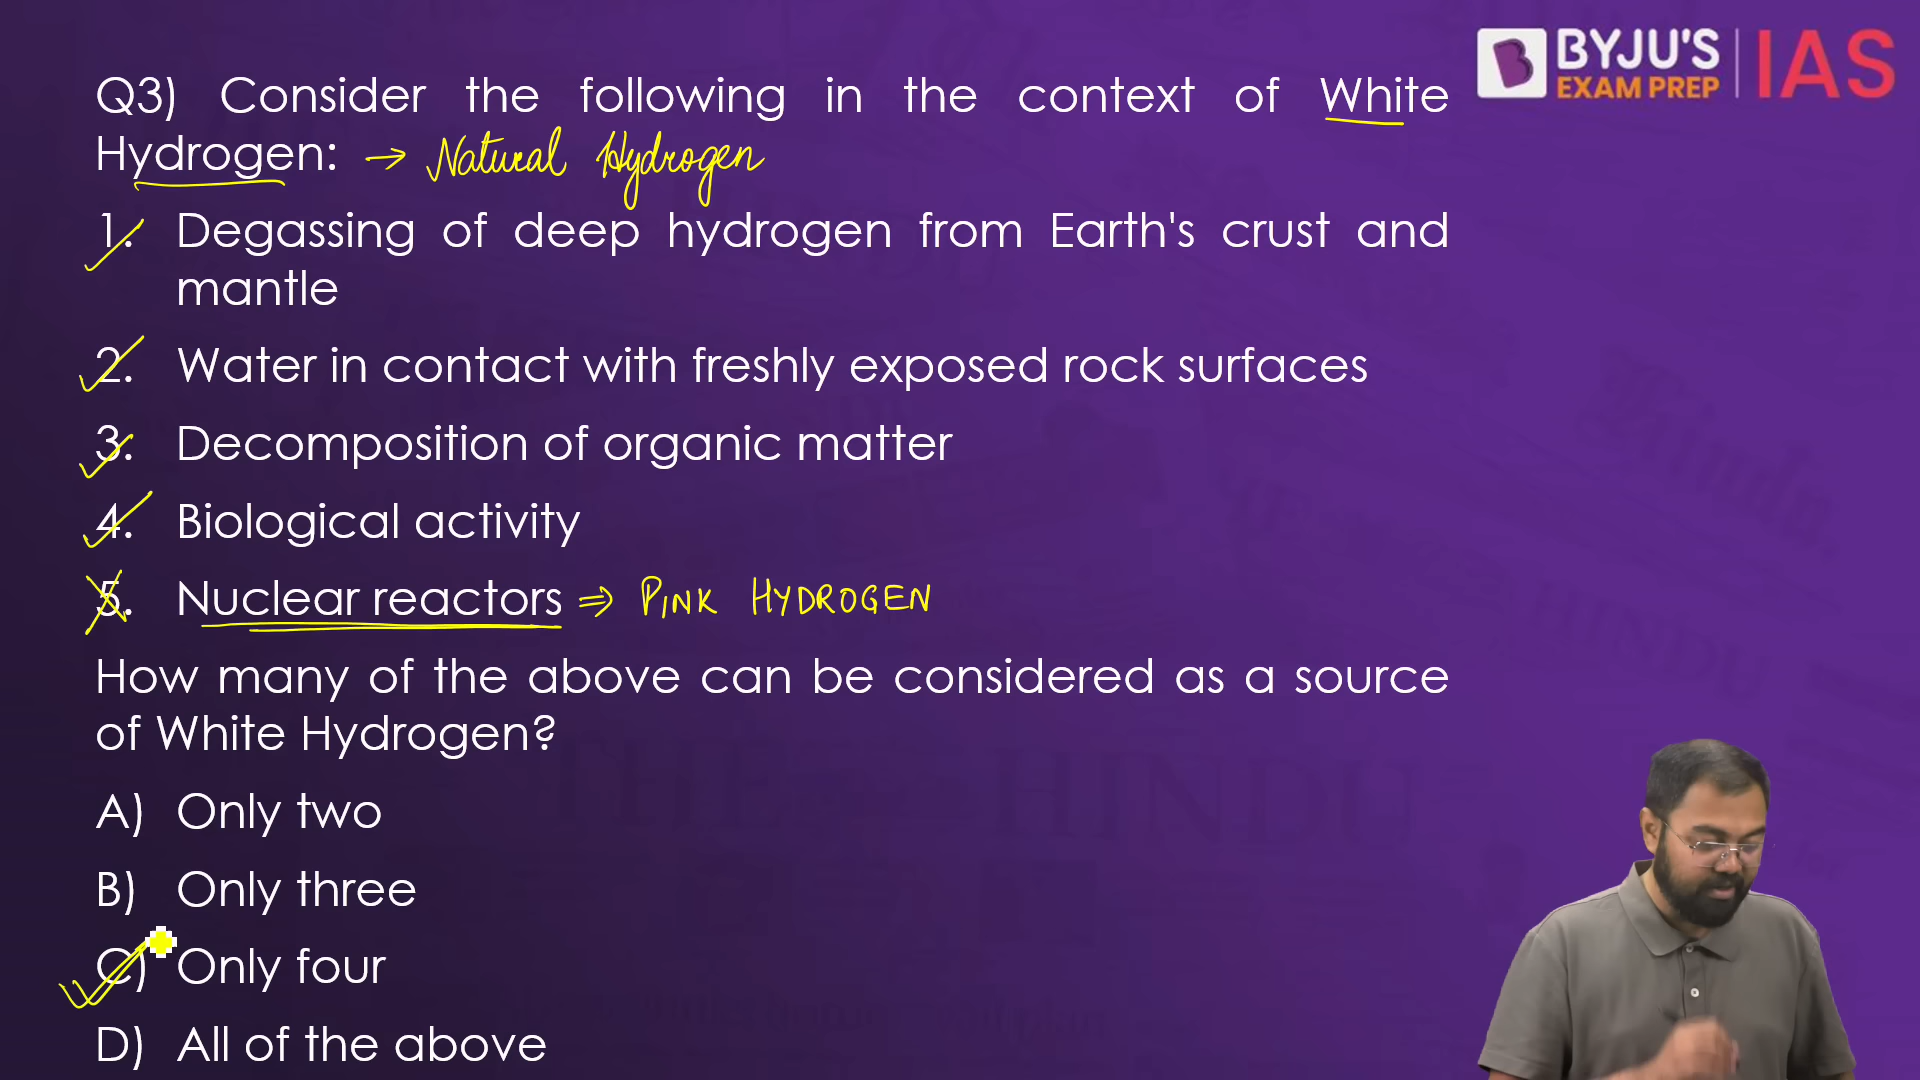 BYJU'S
EXAM PREP
IAS
Q3) Consider the following in the context of White
Hydrogen: → Natural Hydrogen
1. Degassing of deep hydrogen from Earth's crust and
mantle
2. Water in contact with freshly exposed rock surfaces
3. Decomposition of organic matter
4. Biological activity
5. Nuclear reactors ⇒ PINK HYDROGEN
How many of the above can be considered as a source
of White Hydrogen?
THE HINDU
A) Only two
B) Only three
C) Only four
D) All of the above